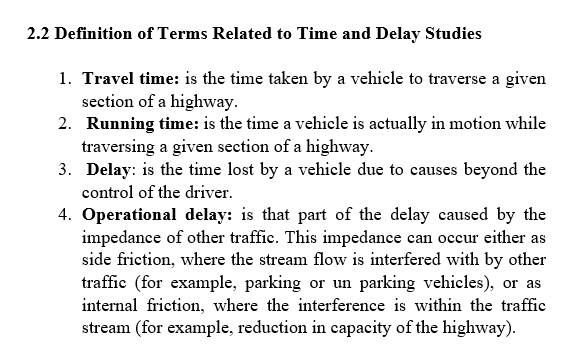 2.2 Definition of Terms Related to Time and Delay Studies
1. Travel time: is the time taken by a vehicle to traverse a given
section of a highway.
2. Running time: is the time a vehicle is actually in motion while
traversing a given section of a highway.
3. Delay: is the time lost by a vehicle due to causes beyond the
control of the driver.
4. Operational delay: is that part of the delay caused by the
impedance of other traffic. This impedance can occur either as
side friction, where the stream flow is interfered with by other
traffic (for example, parking or un parking vehicles), or as
internal friction, where the interference is within the traffic
stream (for example, reduction in capacity of the highway).